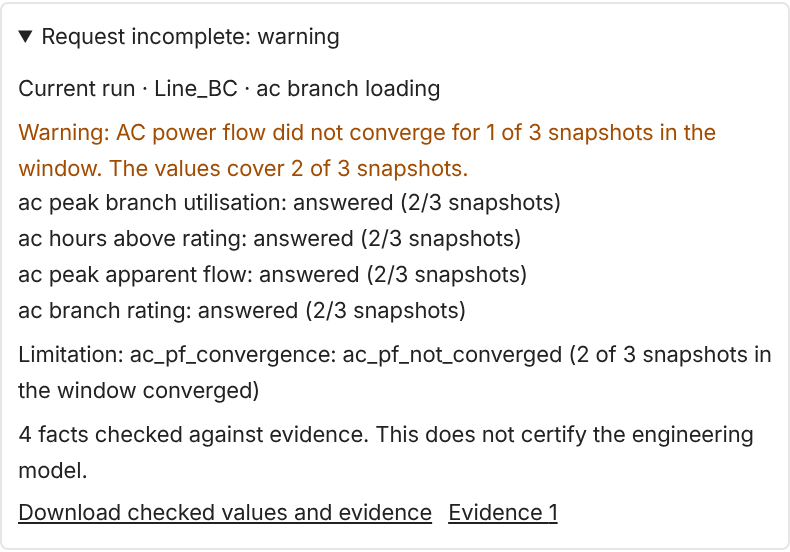 ▼ Request incomplete: warning
Current run · Line_BC · ac branch loading
Warning: AC power flow did not converge for 1 of 3 snapshots in the
window. The values cover 2 of 3 snapshots.
ac peak branch utilisation: answered (2/3 snapshots)
ac hours above rating: answered (2/3 snapshots)
ac peak apparent flow: answered (2/3 snapshots)
ac branch rating: answered (2/3 snapshots)
Limitation: ac_pf_convergence: ac_pf_not_converged (2 of 3 snapshots in
the window converged)
4 facts checked against evidence. This does not certify the engineering
model.
Download checked values and evidence Evidence 1